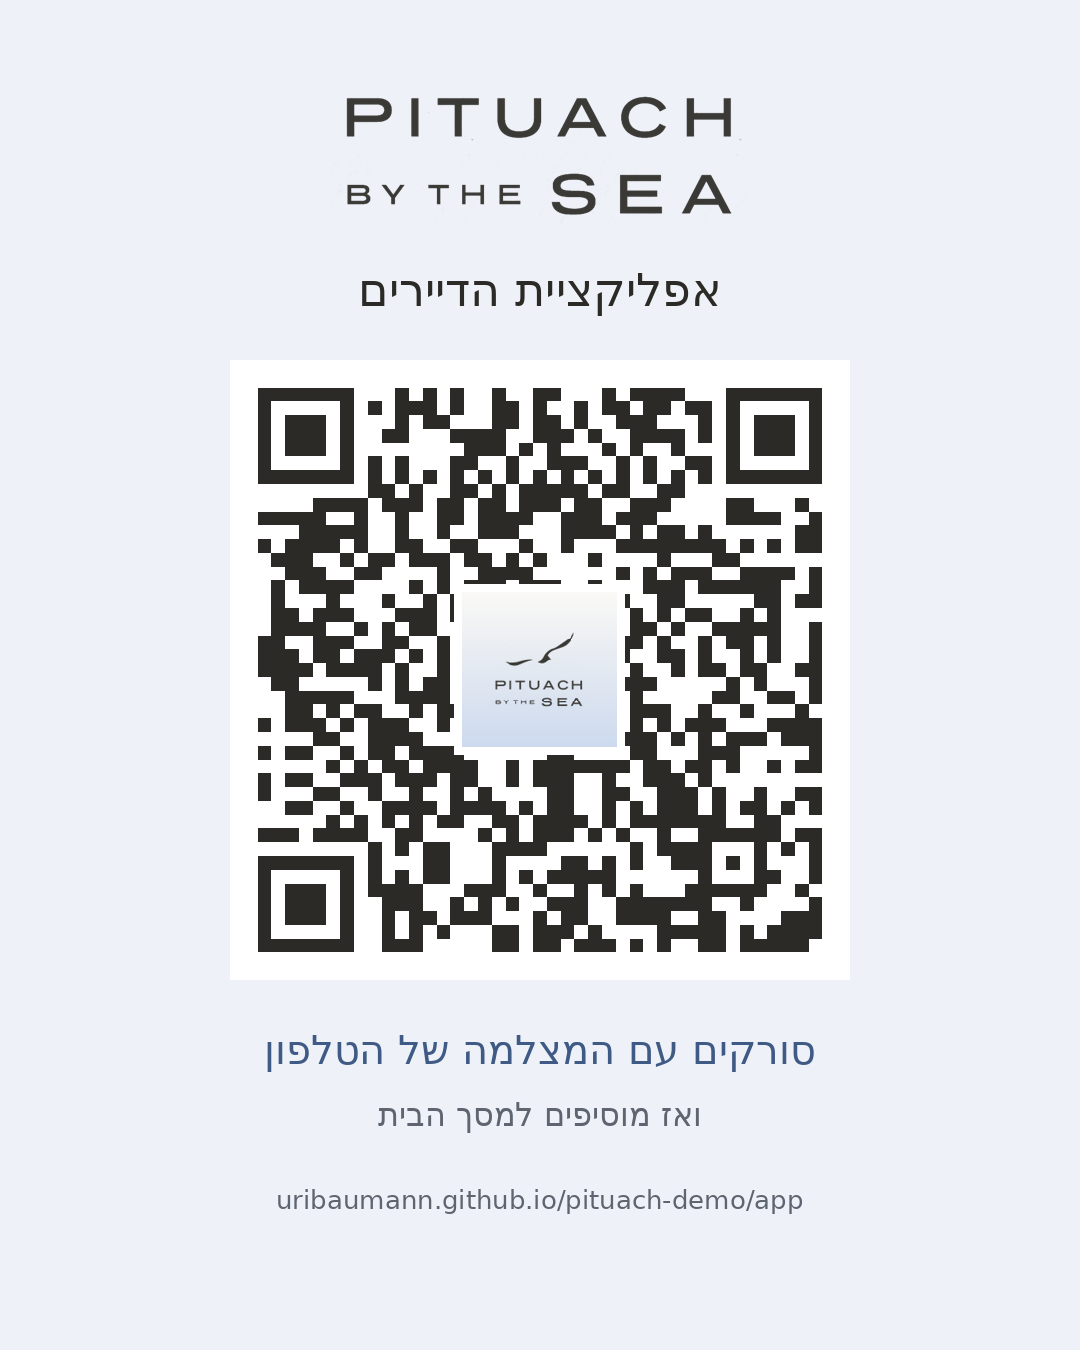 PITUACH
BY THE SEA
אפליקציית הדיירים
PITUACH
BY THE SEA
סורקים עם המצלמה של הטלפון
ואז מוסיפים למסך הבית
uribaumann.github.io/pituach-demo/app